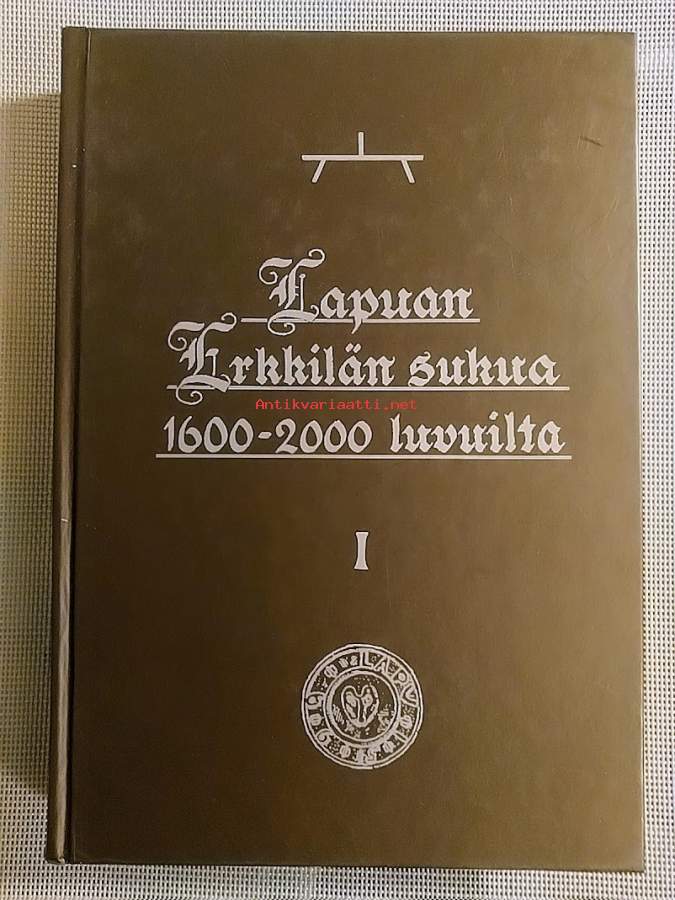 Lapuan
Erkkilän sukua
Antikvariaatti.net
1600-2000 luvuilta
I